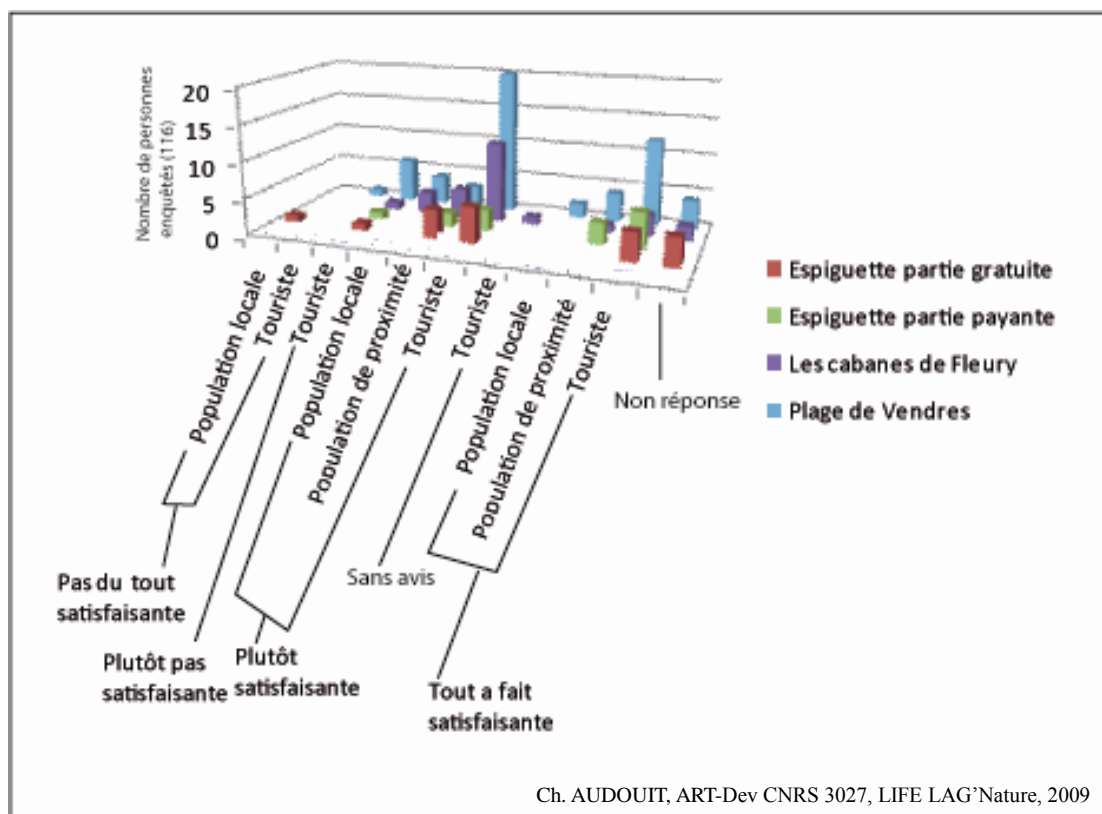 Nombre de personnes
enquêtés (116)
20
15
10
5
0
Population locale
Touriste
Touriste
Population locale
Population de proximité
Touriste
Touriste
Population locale
Population de proximité
Touriste
Non réponse
Pas du tout
satisfaisante
Plutôt pas
satisfaisante
Plutôt
satisfaisante
Sans avis
Tout a fait
satisfaisante
Espiguette partie gratuite
Espiguette partie payante
Les cabanes de Fleury
Plage de Vendres
Ch. AUDOUIT, ART-Dev CNRS 3027, LIFE LAG’Nature, 2009